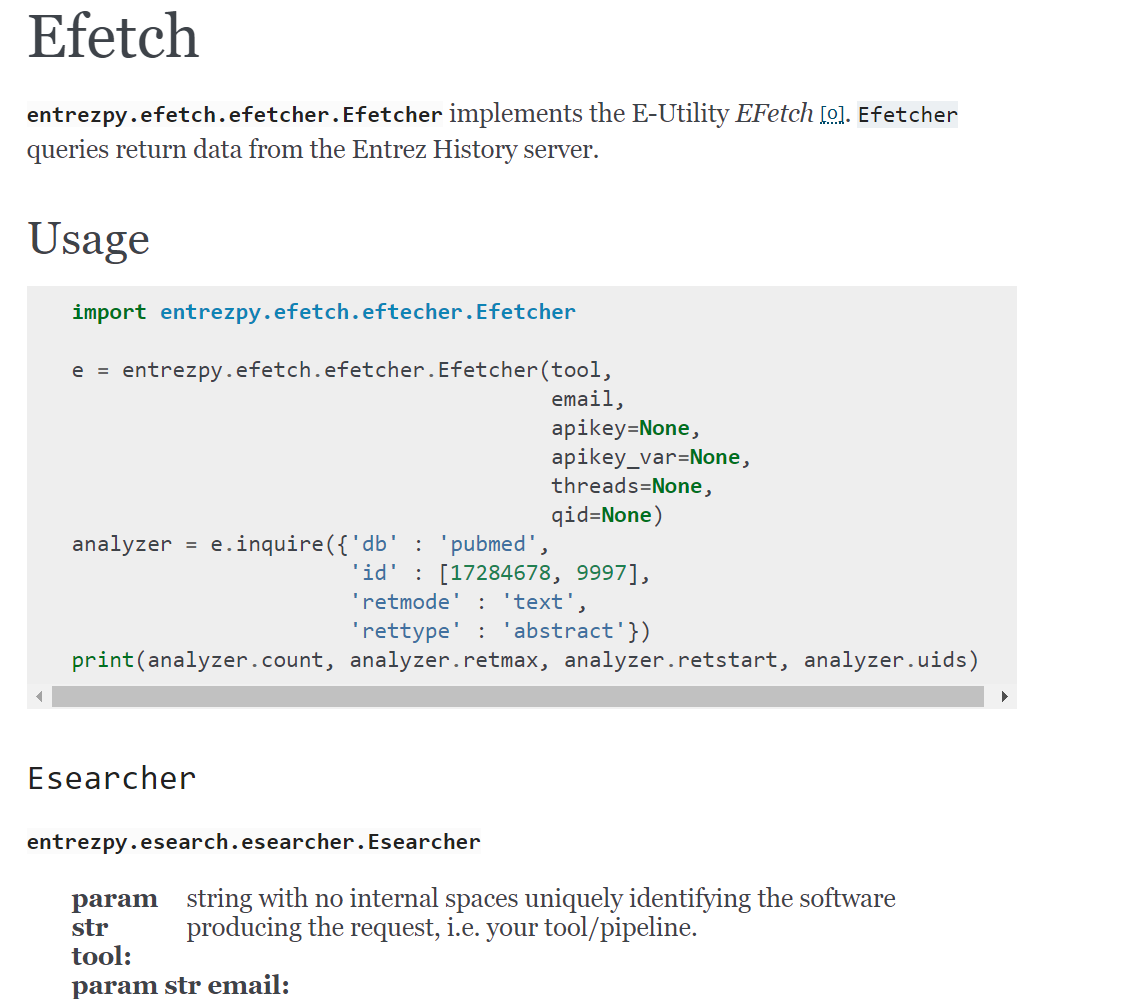 Efetch
entrezpy.efetch.efetcher.Efetcher implements the E-Utility EFetch [0]. Efetcher
queries return data from the Entrez History server.
Usage
import entrezpy.efetch.eftecher.Efetcher
e = entrezpy.efetch.efetcher.Efetcher(tool,
email,
apikey=None,
apikey_var=None,
threads=None,
qid=None)
analyzer = e.inquire({'db' : 'pubmed',
'id' : [17284678, 9997],
'retmode' : 'text',
'rettype' : 'abstract'})
print(analyzer.count, analyzer.retmax, analyzer.retstart, analyzer.uids)
Esearcher
entrezpy.esearch.esearcher.Esearcher
param string with no internal spaces uniquely identifying the software
str producing the request, i.e. your tool/pipeline.
tool:
param str email: